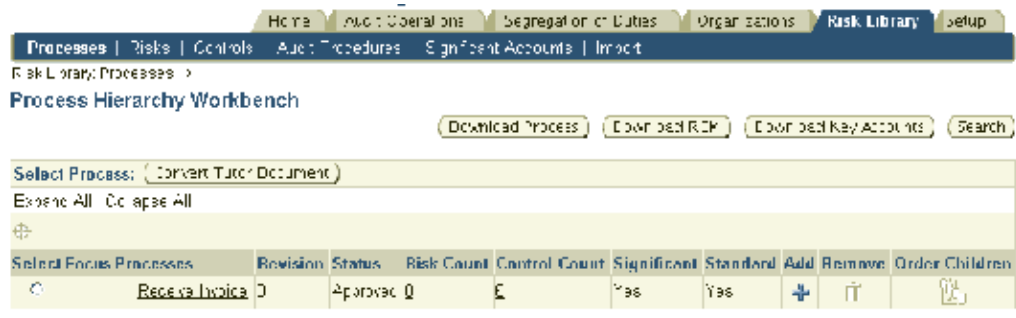 Home Audit Operations Segregation of Duties Organizations Risk Library Setup
Processes | Risks | Controls Audit Procedures Significant Accounts | Import
Risk Library: Processes >
Process Hierarchy Workbench
Download Process Download RCM Download Key Accounts Search
Select Process: Convert Tutor Document
Expand All Collapse All
Select Focus Processes Revision Status Risk Count Control Count Significant Standard Add Remove Order Children
Receive Invoice Approved 0 Yes Yes